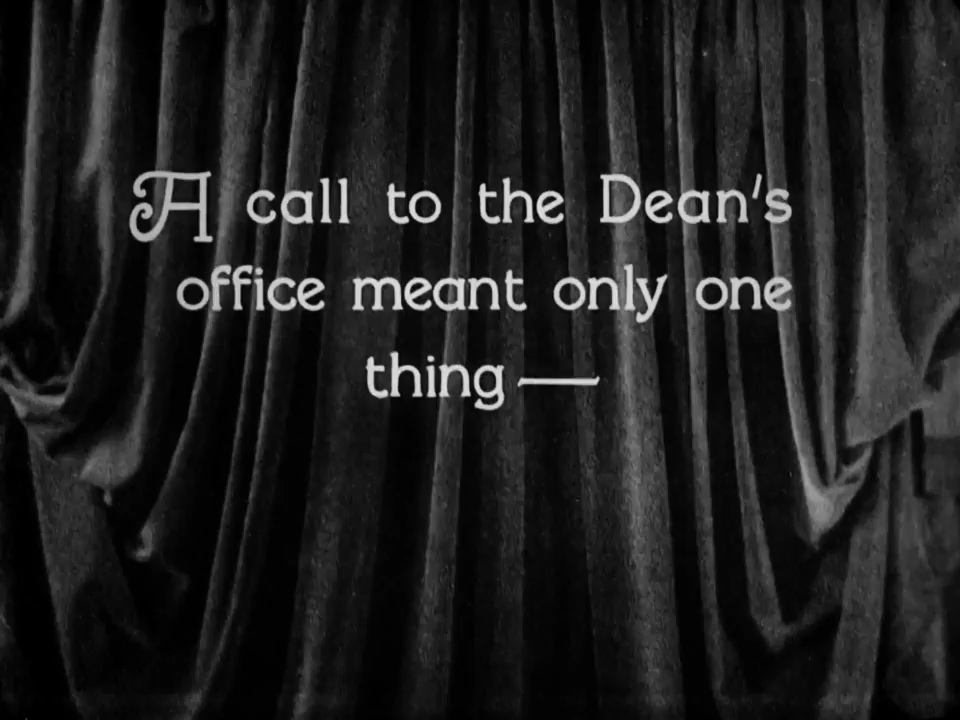 A call to the Dean's
office meant only one
thing —